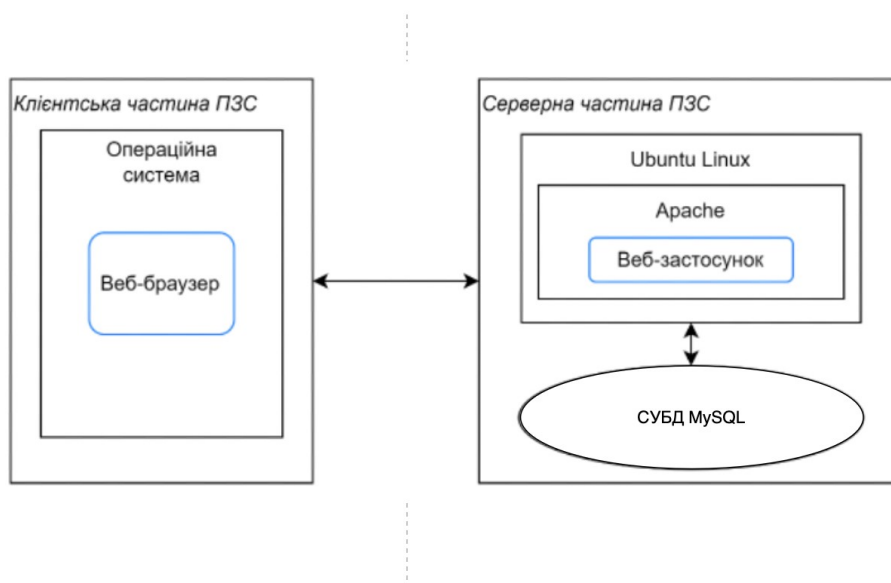 Клієнтська частина ПЗС
Операційна
система
Веб-браузер
Серверна частина ПЗС
Ubuntu Linux
Apache
Веб-застосунок
СУБД MySQL